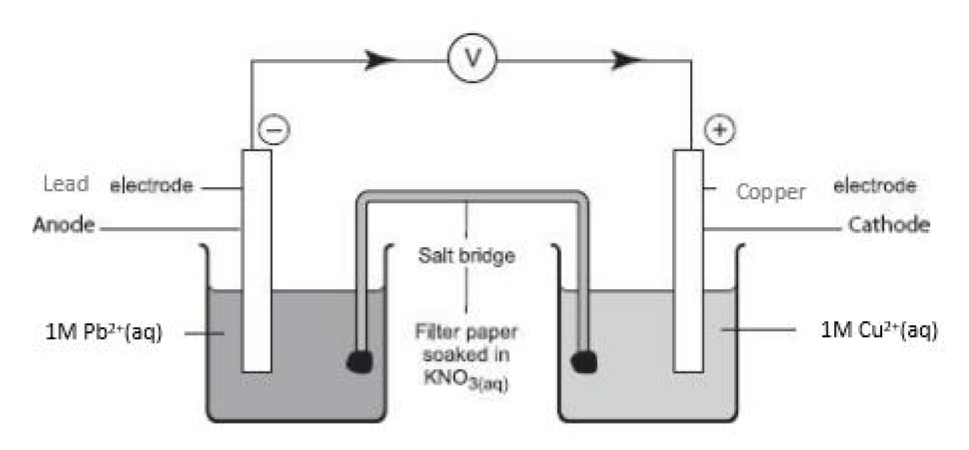 V
−
+
Lead electrode
Copper electrode
Anode
Cathode
Salt bridge
1M Pb²⁺(aq)
Filter paper
soaked in
KNO₃(aq)
1M Cu²⁺(aq)